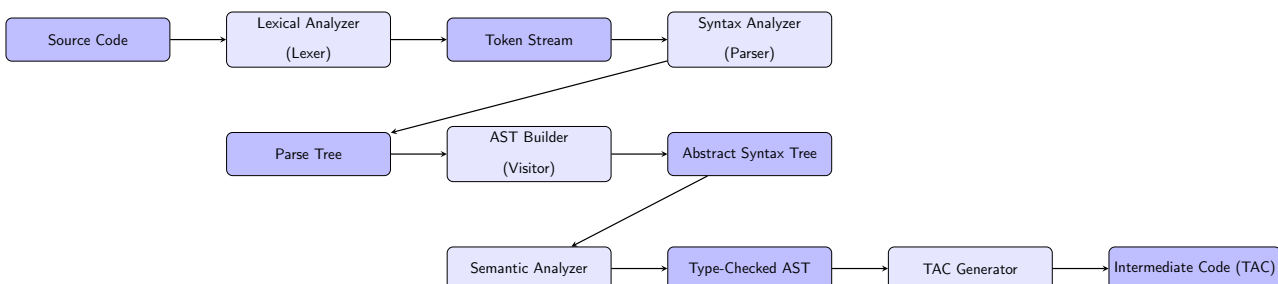 Source Code
Lexical Analyzer
(Lexer)
Token Stream
Syntax Analyzer
(Parser)
Parse Tree
AST Builder
(Visitor)
Abstract Syntax Tree
Semantic Analyzer
Type-Checked AST
TAC Generator
Intermediate Code (TAC)